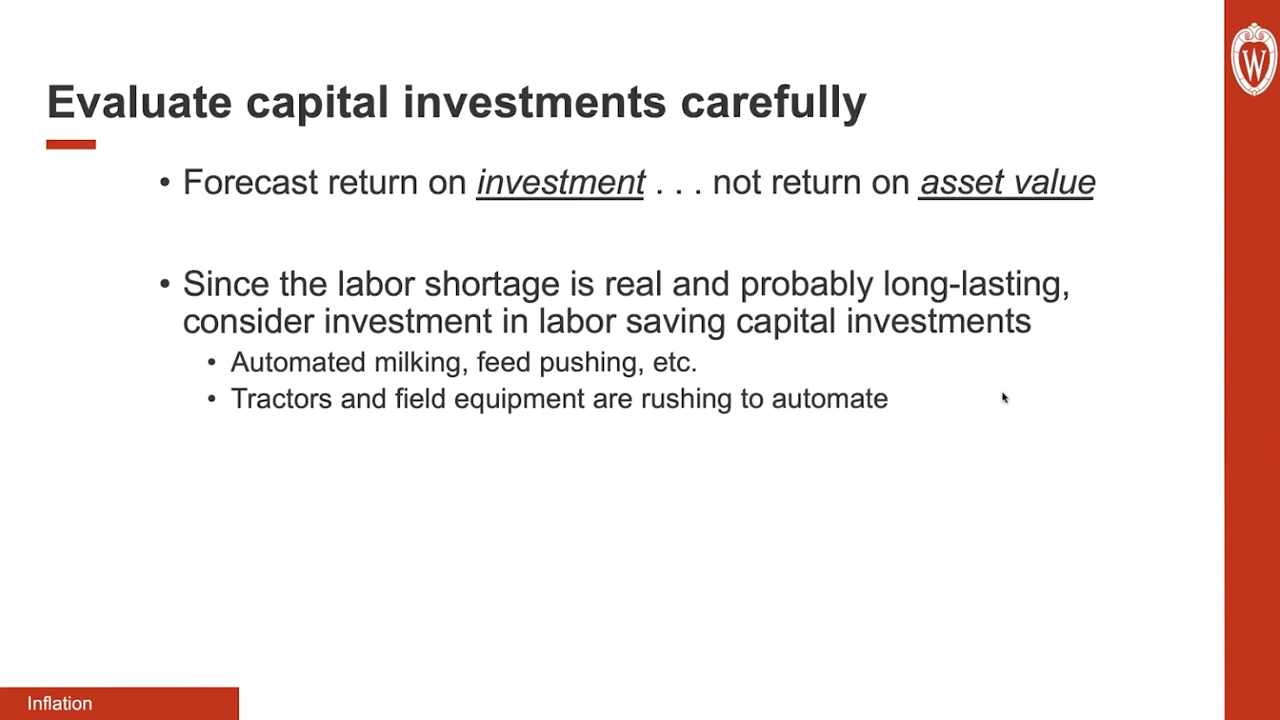 Evaluate capital investments carefully
W
• Forecast return on investment . . . not return on asset value
• Since the labor shortage is real and probably long-lasting,
consider investment in labor saving capital investments
• Automated milking, feed pushing, etc.
• Tractors and field equipment are rushing to automate
Inflation